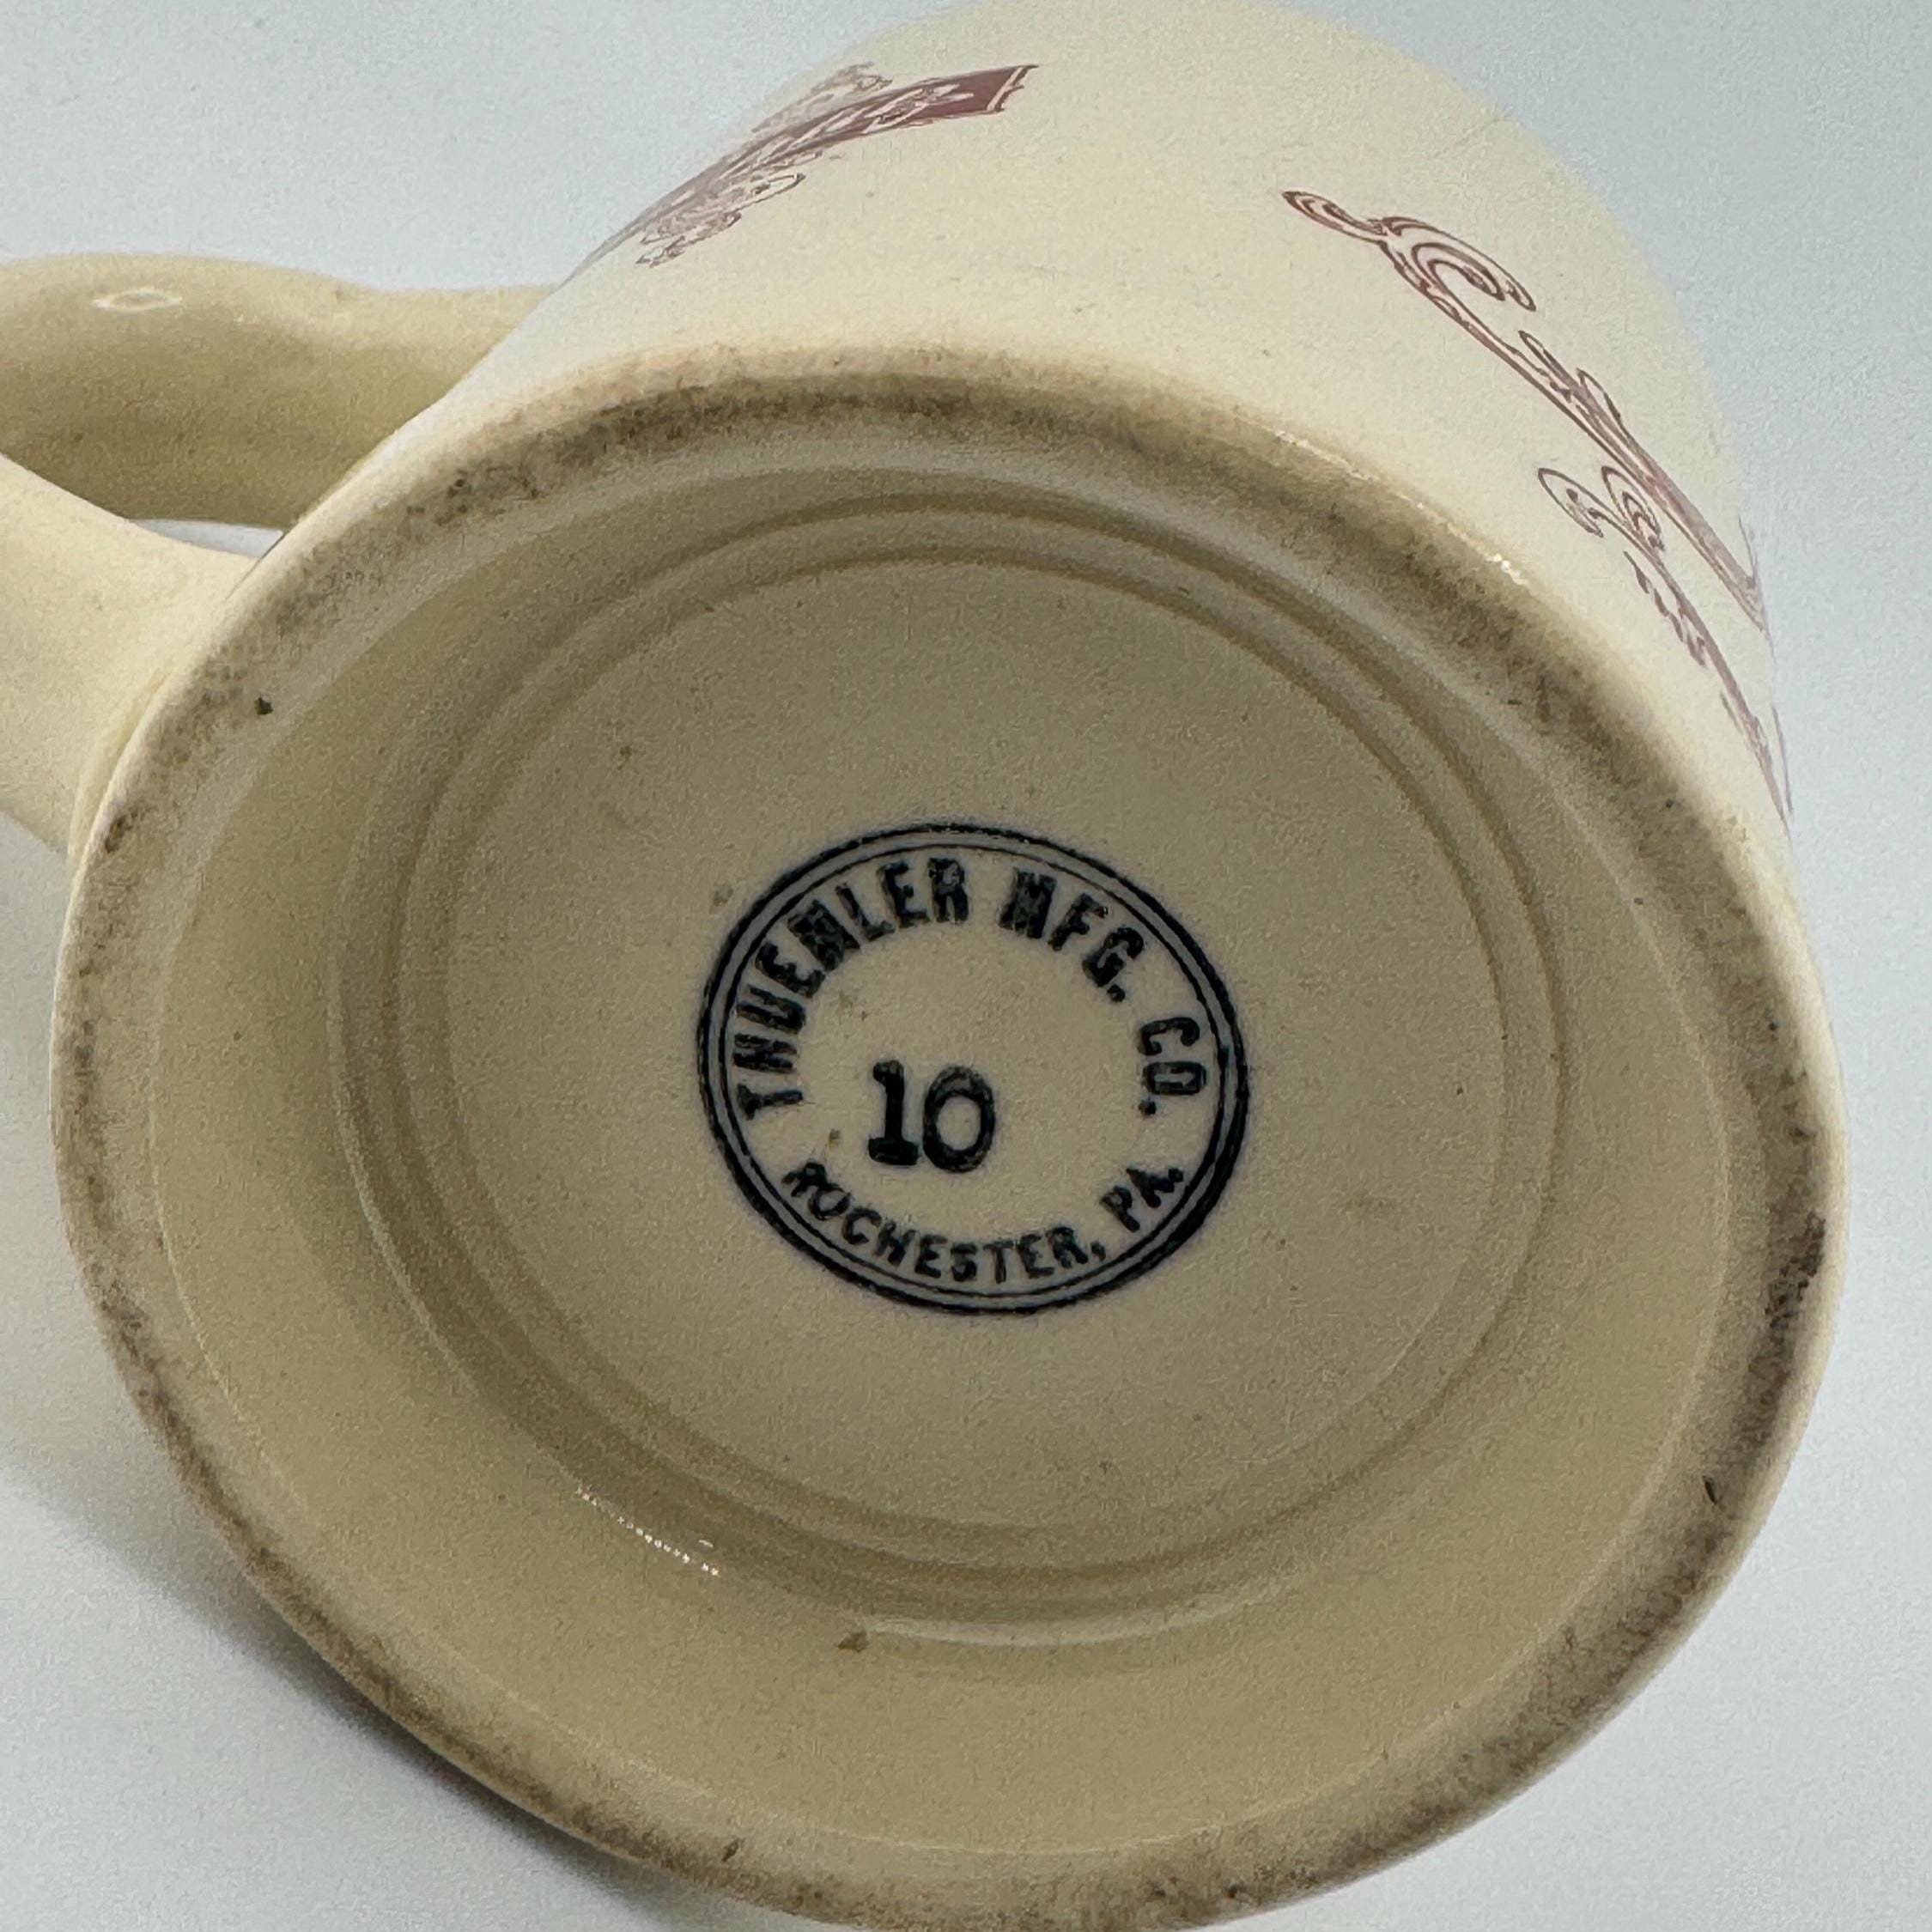 THUEMLER MFG. CO.
10
ROCHESTER, PA.